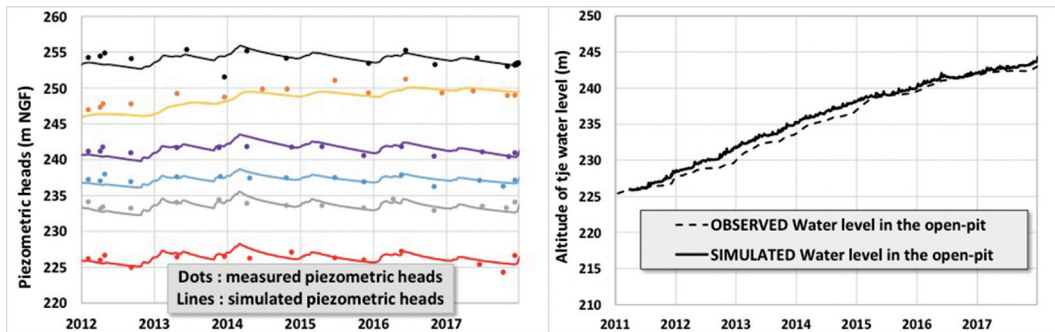 Piezometric heads (m NGF)
260
255
250
245
240
235
230
225
220
2012 2013 2014 2015 2016 2017
Dots : measured piezometric heads
Lines : simulated piezometric heads
Altitude of tje water level (m)
250
245
240
235
230
225
220
215
210
2011 2012 2013 2014 2015 2016 2017
OBSERVED Water level in the open-pit
SIMULATED Water level in the open-pit